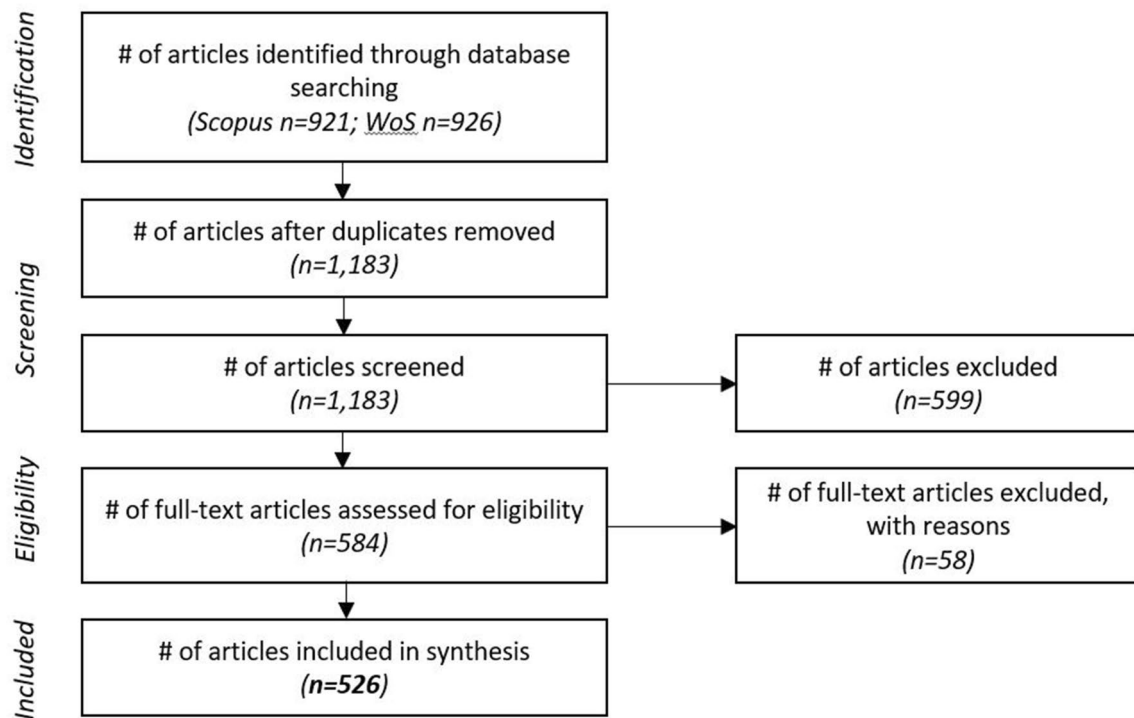 Identification
# of articles identified through database
searching
(Scopus n=921; WoS n=926)
Screening
# of articles after duplicates removed
(n=1,183)
# of articles screened
(n=1,183)
# of articles excluded
(n=599)
Eligibility
# of full-text articles assessed for eligibility
(n=584)
# of full-text articles excluded,
with reasons
(n=58)
Included
# of articles included in synthesis
(n=526)